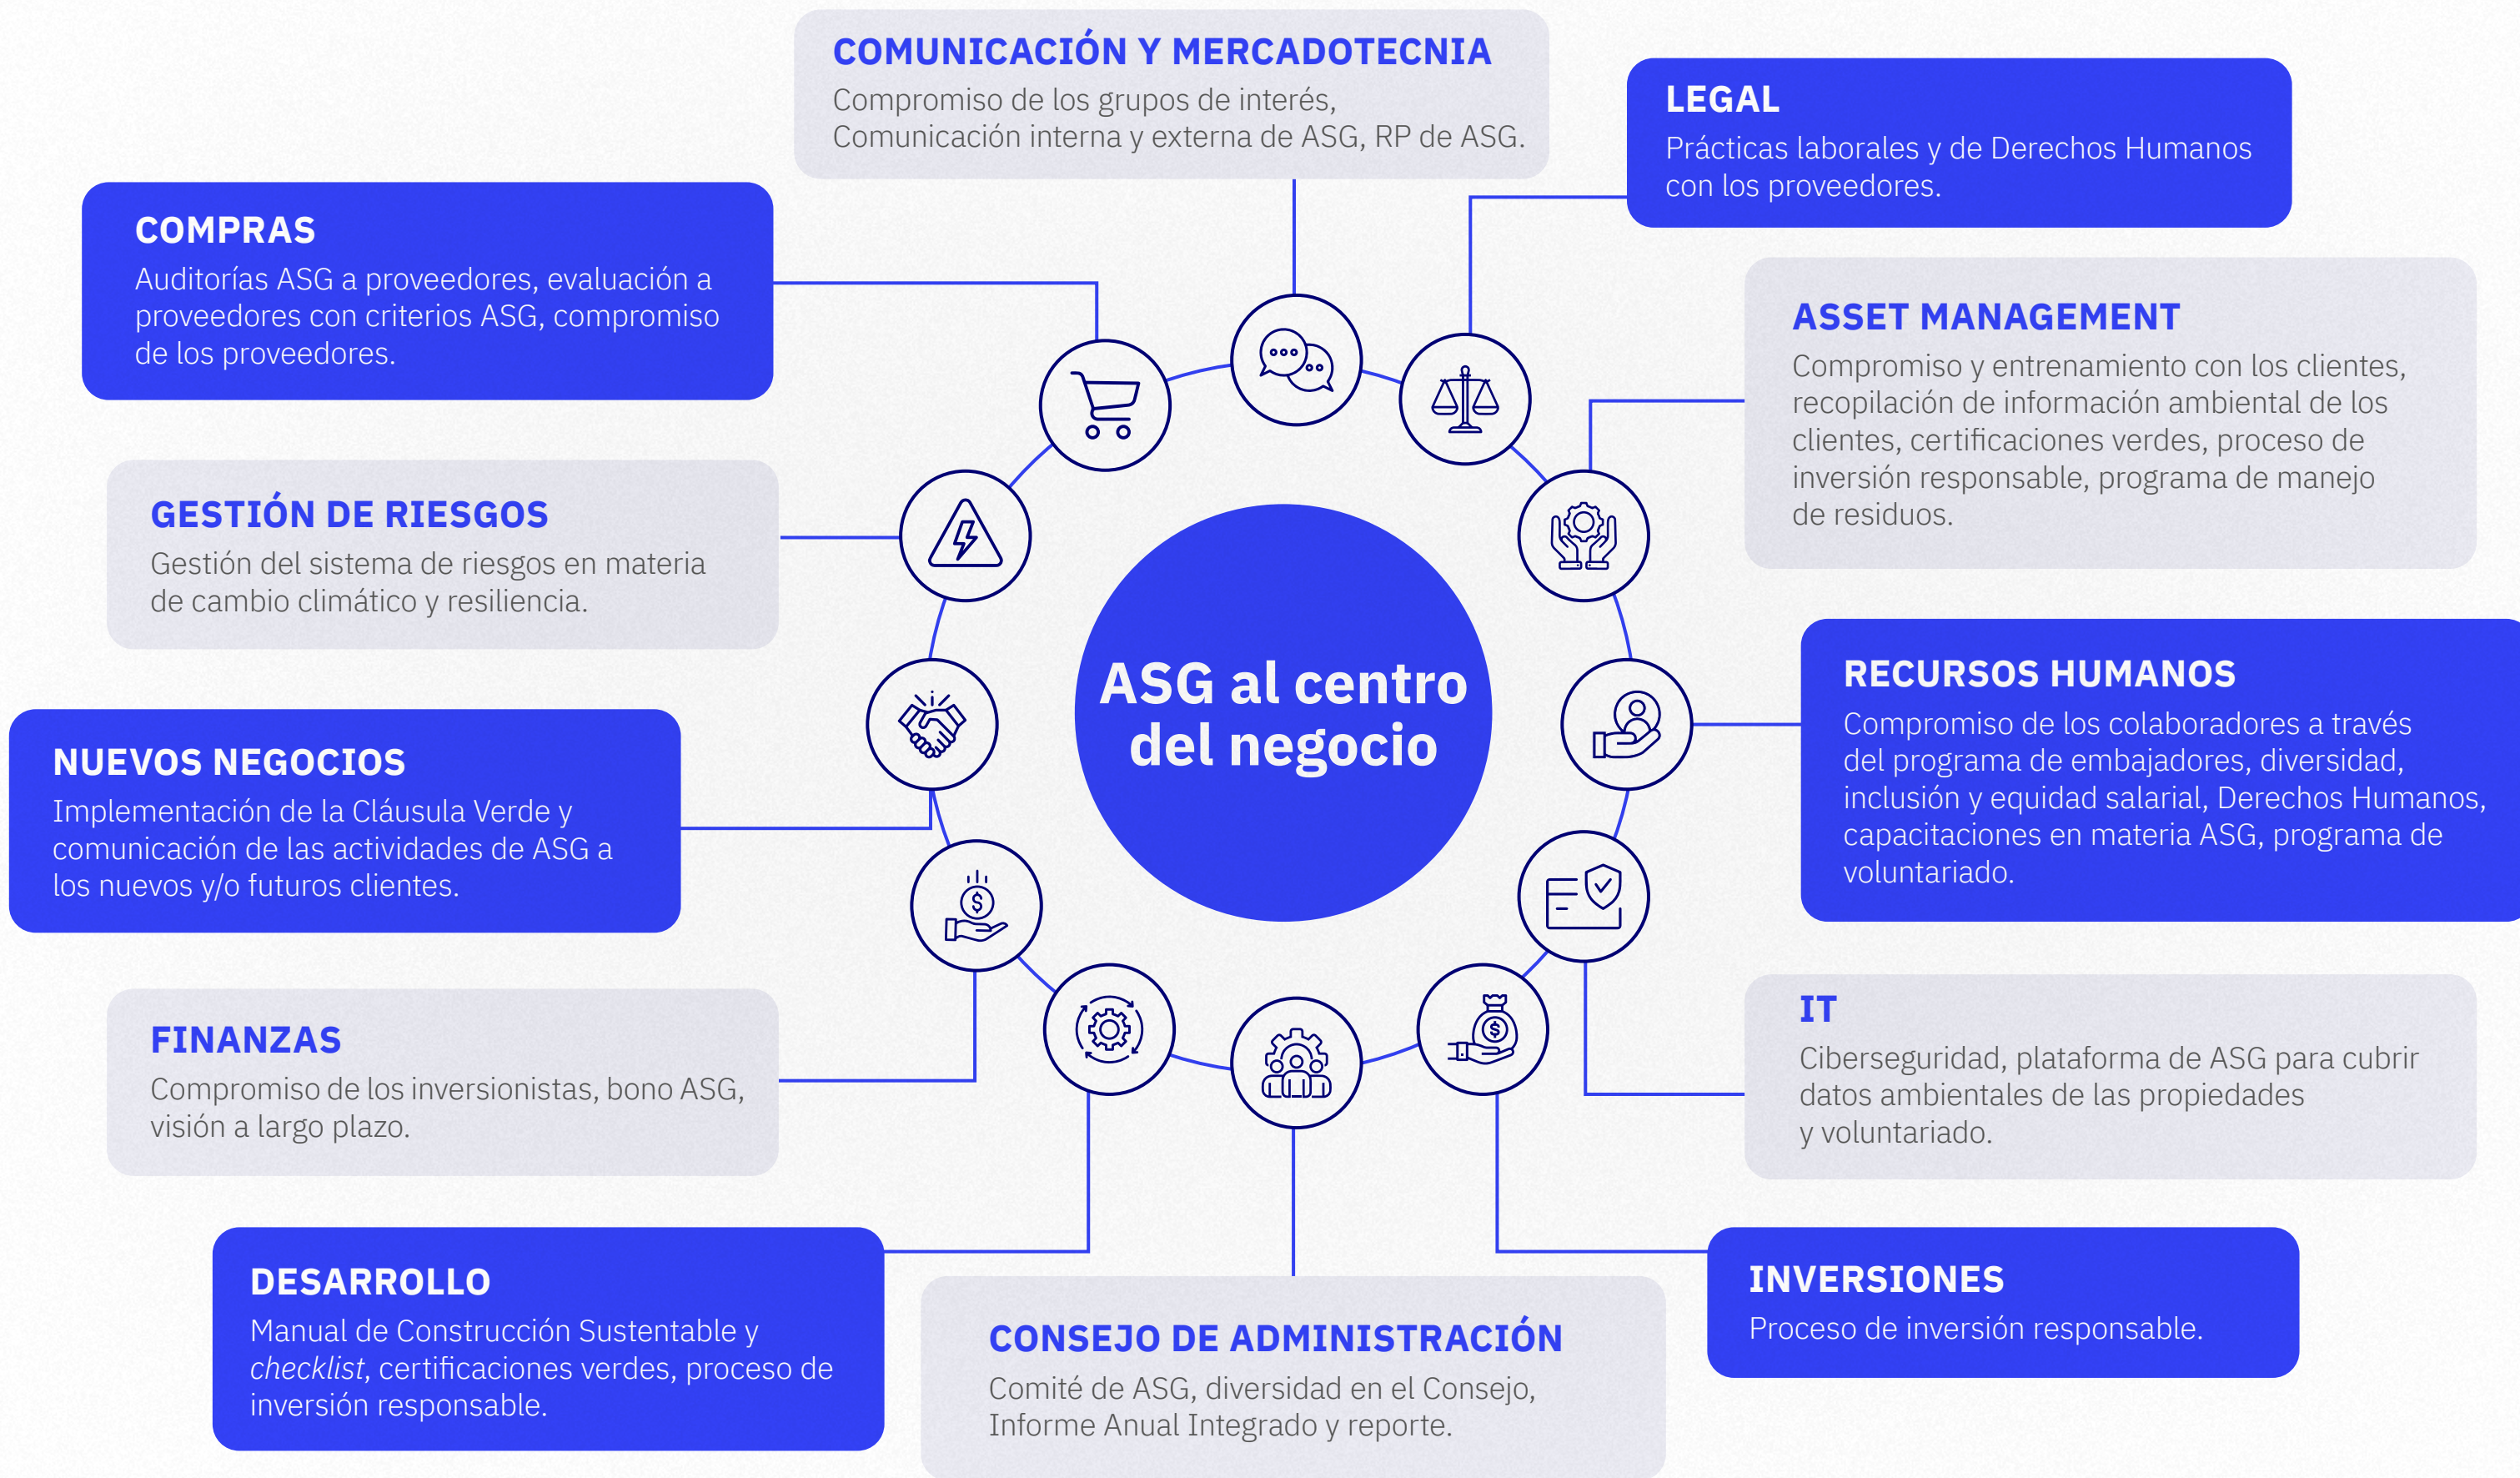 COMUNICACIÓN Y MERCADOTECNIA
Compromiso de los grupos de interés,
Comunicación interna y externa de ASG, RP de ASG.
LEGAL
Prácticas laborales y de Derechos Humanos
con los proveedores.
COMPRAS
Auditorías ASG a proveedores, evaluación a
proveedores con criterios ASG, compromiso
de los proveedores.
ASSET MANAGEMENT
Compromiso y entrenamiento con los clientes,
recopilación de información ambiental de los
clientes, certificaciones verdes, proceso de
inversión responsable, programa de manejo
de residuos.
GESTIÓN DE RIESGOS
Gestión del sistema de riesgos en materia
de cambio climático y resiliencia.
ASG al centro
del negocio
RECURSOS HUMANOS
Compromiso de los colaboradores a través
del programa de embajadores, diversidad,
inclusión y equidad salarial, Derechos Humanos,
capacitaciones en materia ASG, programa de
voluntariado.
NUEVOS NEGOCIOS
Implementación de la Cláusula Verde y
comunicación de las actividades de ASG a
los nuevos y/o futuros clientes.
FINANZAS
Compromiso de los inversionistas, bono ASG,
visión a largo plazo.
IT
Ciberseguridad, plataforma de ASG para cubrir
datos ambientales de las propiedades
y voluntariado.
DESARROLLO
Manual de Construcción Sustentable y
checklist, certificaciones verdes, proceso de
inversión responsable.
CONSEJO DE ADMINISTRACIÓN
Comité de ASG, diversidad en el Consejo,
Informe Anual Integrado y reporte.
INVERSIONES
Proceso de inversión responsable.